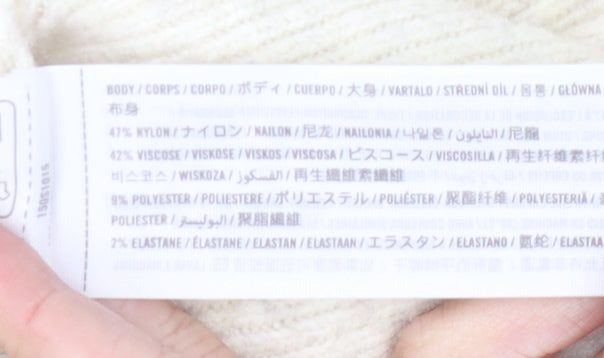 BODY / CORPS / CORPO / ボディ / CUERPO / 大身 / VARTALO / STŘEDNÍ DÍL / 몸통 / GŁÓWNA
布身
47% NYLON / ナイロン / NAILON / 尼龙 / NAILONIA / 나일론 / النايلون / 尼龍
42% VISCOSE / VISKOSE / VISKOS / VISCOSA / ビスコース / VISCOSILLA / 再生纤维素纤
비스코스 / WISKOZA / الفسكوز / 再生纖維素纖維
9% POLYESTER / POLIESTERE / ポリエステル / POLIÉSTER / 聚酯纤维 / POLYESTERIÄ /
POLIESTER / البوليستر / 聚脂纖維
2% ELASTANE / ÉLASTANE / ELASTAN / ELASTAAN / エラスタン / ELASTANO / 氨纶 / ELASTAA